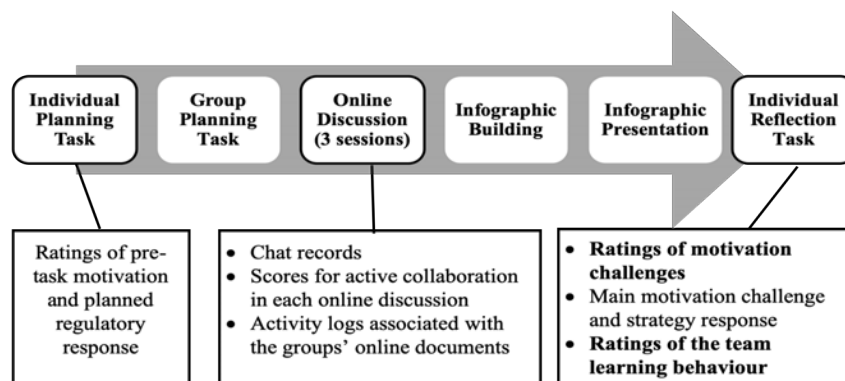 Individual
Planning
Task
Group
Planning
Task
Online
Discussion
(3 sessions)
Infographic
Building
Infographic
Presentation
Individual
Reflection
Task
Ratings of pre-
task motivation
and planned
regulatory
response
• Chat records
• Scores for active collaboration
in each online discussion
• Activity logs associated with
the groups' online documents
• Ratings of motivation
challenges
• Main motivation challenge
and strategy response
• Ratings of the team
learning behaviour